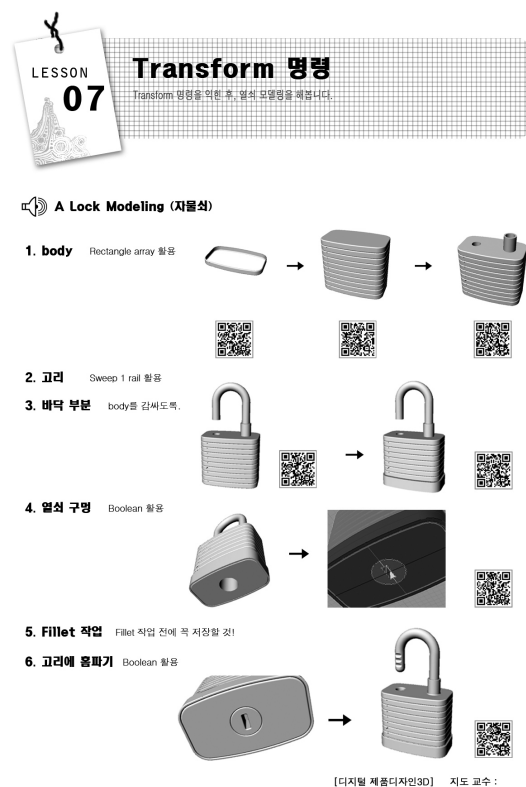 LESSON
07
Transform 명령
Transform 명령을 익힌 후, 열쇠 모델링을 해봅니다.
A Lock Modeling (자물쇠)
1. body Rectangle array 활용
2. 고리 Sweep 1 rail 활용
3. 바닥 부분 body를 감싸도록.
4. 열쇠 구멍 Boolean 활용
5. Fillet 작업 Fillet 작업 전에 꼭 저장할 것!
6. 고리에 홈파기 Boolean 활용
[디지털 제품디자인3D] 지도 교수 :